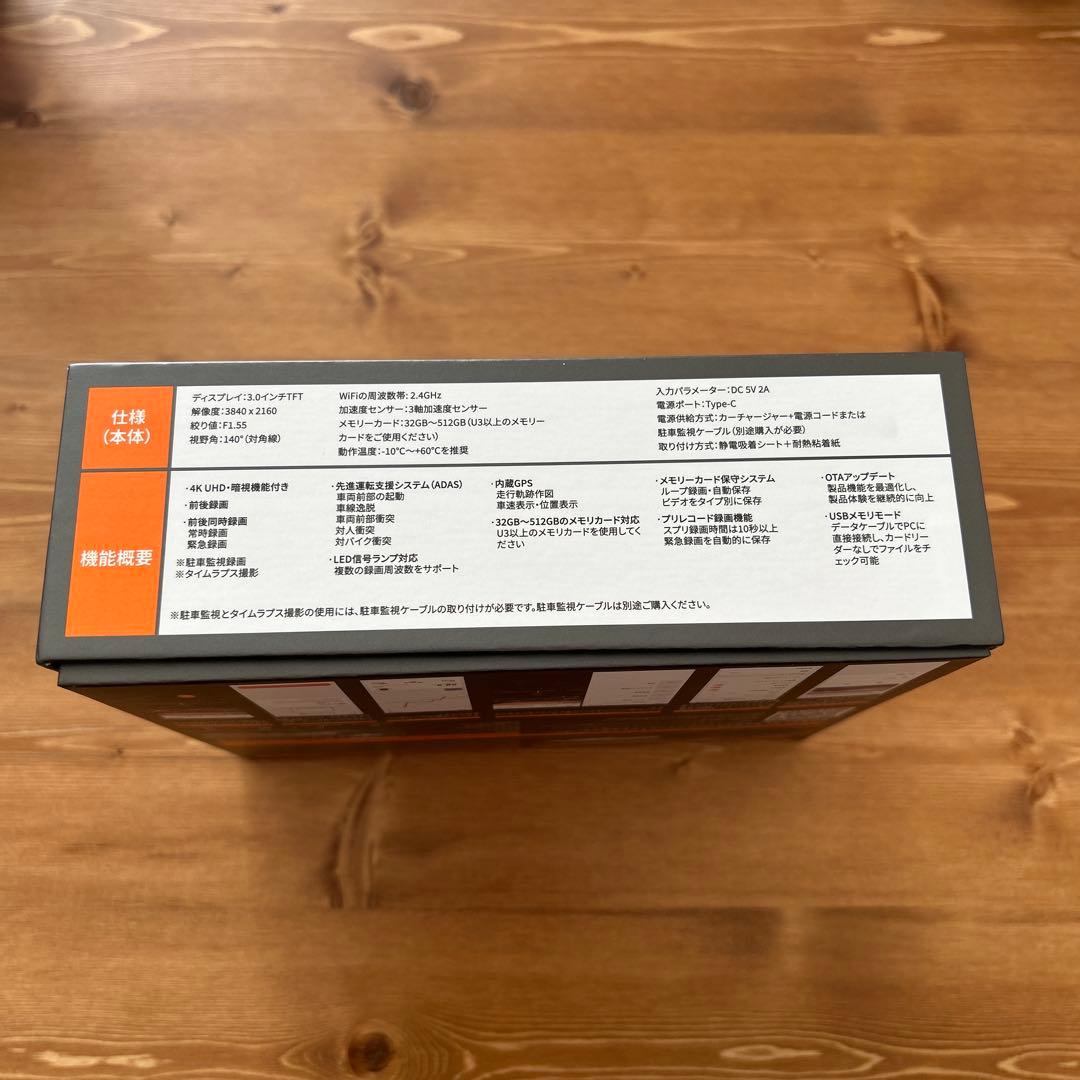 仕様
(本体)
ディスプレイ:3.0インチTFT
解像度:3840 x 2160
絞り値:F1.55
視野角:140°(対角線)
WiFiの周波数帯: 2.4GHz
加速度センサー:3軸加速度センサー
メモリーカード:32GB～512GB(U3以上のメモリー
カードをご使用ください)
動作温度:-10℃～+60℃を推奨
入力パラメーター:DC 5V 2A
電源ポート:Type-C
電源供給方式:カーチャージャー+電源コードまたは
駐車監視ケーブル(別途購入が必要)
取り付け方式:静電吸着シート+耐熱粘着紙
機能概要
・4K UHD・暗視機能付き
・前後録画
・前後同時録画
常時録画
緊急録画
※駐車監視録画
※タイムラプス撮影
・先進運転支援システム(ADAS)
車両前部の起動
車線逸脱
車両前部衝突
対人衝突
対バイク衝突
・LED信号ランプ対応
複数の録画周波数をサポート
・内蔵GPS
走行軌跡作図
車速表示・位置表示
・32GB～512GBのメモリカード対応
U3以上のメモリカードを使用してく
ださい
・メモリーカード保守システム
ループ録画・自動保存
ビデオをタイプ別に保存
・プリレコード録画機能
スプリ録画時間は10秒以上
緊急録画を自動的に保存
・OTAアップデート
製品機能を最適化し、
製品体験を継続的に向上
・USBメモリモード
データケーブルでPCに
直接接続し、カードリー
ダーなしでファイルをチ
ェック可能
※駐車監視とタイムラプス撮影の使用には、駐車監視ケーブルの取り付けが必要です。駐車監視ケーブルは別途ご購入ください。